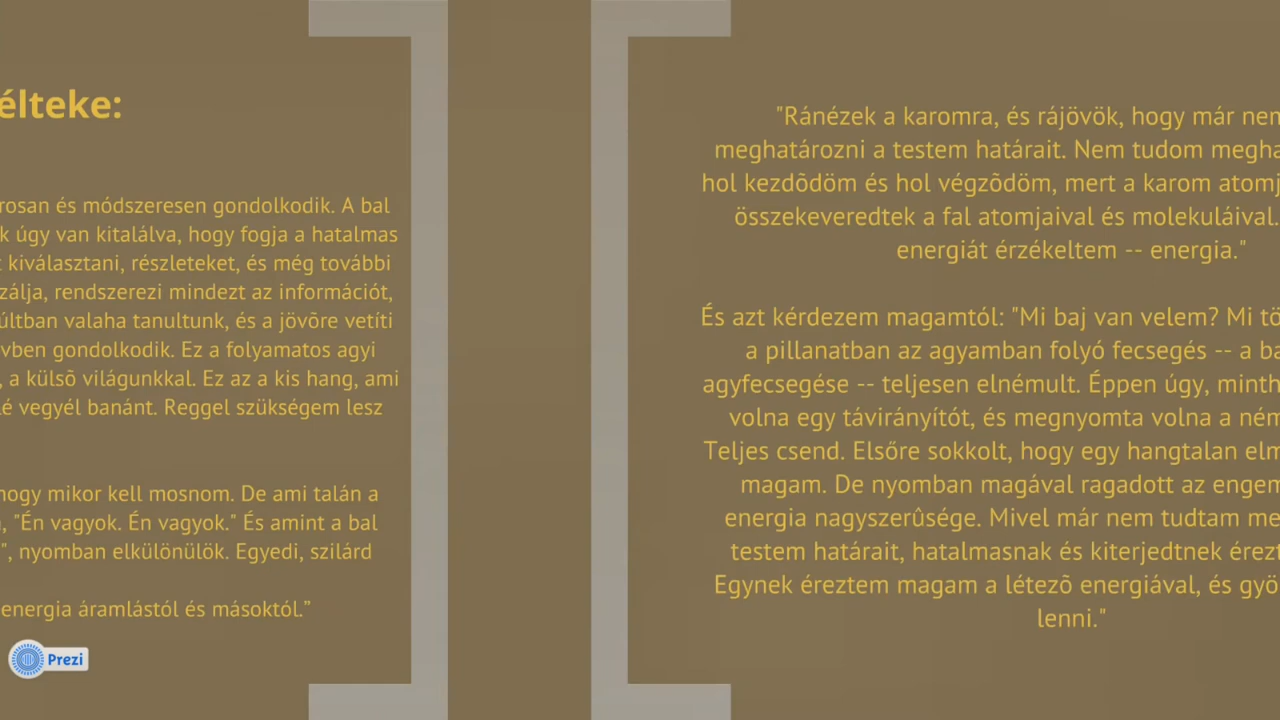 élteke:
rosan és módszeresen gondolkodik. A bal
k úgy van kitalálva, hogy fogja a hatalmas
kiválasztani, részleteket, és még további
zálja, rendszerezi mindezt az információt,
últban valaha tanultunk, és a jövõre vetíti
vben gondolkodik. Ez a folyamatos agyi
, a külsõ világunkkal. Ez az a kis hang, ami
lé vegyél banánt. Reggel szükségem lesz
hogy mikor kell mosnom. De ami talán a
, "Én vagyok. Én vagyok." És amint a bal
", nyomban elkülönülök. Egyedi, szilárd
energia áramlástól és másoktól.”
Prezi
"Ránézek a karomra, és rájövök, hogy már nem
meghatározni a testem határait. Nem tudom megha
hol kezdõdöm és hol végzõdöm, mert a karom atomj
összekeveredtek a fal atomjaival és molekuláival.
energiát érzékeltem -- energia."
És azt kérdezem magamtól: "Mi baj van velem? Mi tö
a pillanatban az agyamban folyó fecsegés -- a ba
agyfecsegése -- teljesen elnémult. Éppen úgy, minth
volna egy távirányítót, és megnyomta volna a ném
Teljes csend. Elsőre sokkolt, hogy egy hangtalan elm
magam. De nyomban magával ragadott az engem
energia nagyszerûsége. Mivel már nem tudtam me
testem határait, hatalmasnak és kiterjedtnek érezt
Egynek éreztem magam a létezõ energiával, és gyö
lenni."